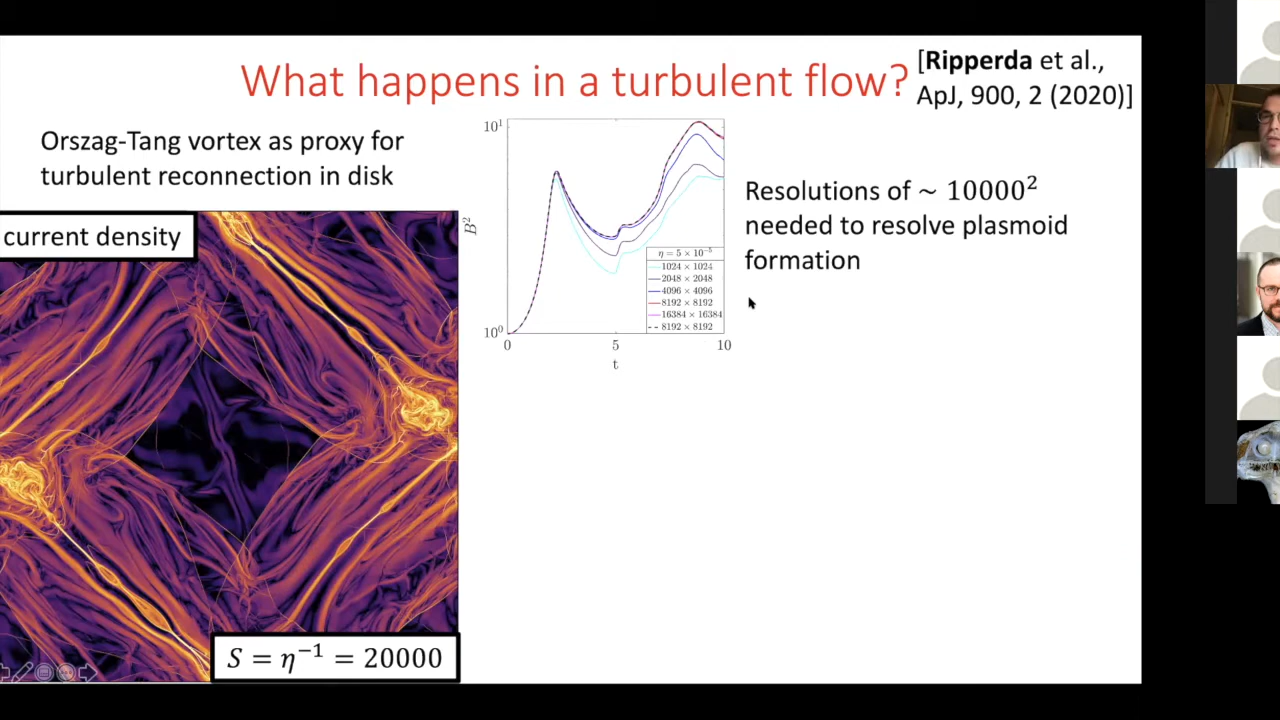 What happens in a turbulent flow?
[Ripperda et al.,
ApJ, 900, 2 (2020)]
Orszag-Tang vortex as proxy for
turbulent reconnection in disk
current density
S = η⁻¹ = 20000
10¹
B²
10⁰
0
5
10
t
η = 5 × 10⁻⁵
1024 × 1024
2048 × 2048
4096 × 4096
8192 × 8192
16384 × 16384
8192 × 8192
Resolutions of ~ 10000²
needed to resolve plasmoid
formation